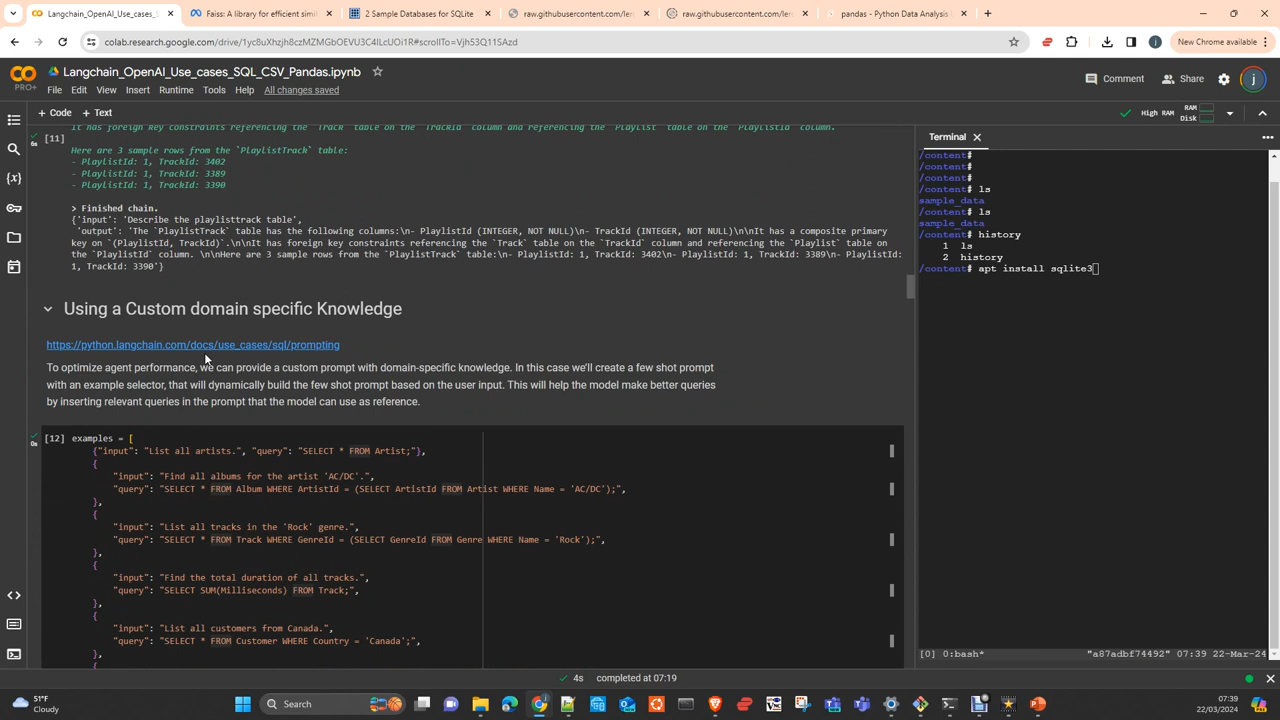 Langchain_OpenAI_Use_cases_S
Faiss: A library for efficient simil
2 Sample Databases for SQLite
raw.githubusercontent.com/leng
raw.githubusercontent.com/leng
pandas - Python Data Analysis L
colab.research.google.com/drive/1yc8uXhzjh8czMZMGbOEVU3C4ILcUOi1R#scrollTo=Vjh53Q11SAzd
New Chrome available
Langchain_OpenAI_Use_cases_SQL_CSV_Pandas.ipynb
PRO+
File Edit View Insert Runtime Tools Help All changes saved
Comment Share
+ Code + Text
High RAM RAM Disk
[11]
6s
It has foreign key constraints referencing the `Track` table on the `TrackId` column and referencing the `Playlist` table on the `PlaylistId` column.
Here are 3 sample rows from the `PlaylistTrack` table:
- PlaylistId: 1, TrackId: 3402
- PlaylistId: 1, TrackId: 3389
- PlaylistId: 1, TrackId: 3390
> Finished chain.
{'input': 'Describe the playlisttrack table',
'output': 'The `PlaylistTrack` table has the following columns:\n- PlaylistId (INTEGER, NOT NULL)\n- TrackId (INTEGER, NOT NULL)\n\nIt has a composite primary
key on `(PlaylistId, TrackId)`.\n\nIt has foreign key constraints referencing the `Track` table on the `TrackId` column and referencing the `Playlist` table on
the `PlaylistId` column. \n\nHere are 3 sample rows from the `PlaylistTrack` table:\n- PlaylistId: 1, TrackId: 3402\n- PlaylistId: 1, TrackId: 3389\n- PlaylistId:
1, TrackId: 3390'}
Using a Custom domain specific Knowledge
https://python.langchain.com/docs/use_cases/sql/prompting
To optimize agent performance, we can provide a custom prompt with domain-specific knowledge. In this case we'll create a few shot prompt
with an example selector, that will dynamically build the few shot prompt based on the user input. This will help the model make better queries
by inserting relevant queries in the prompt that the model can use as reference.
[12] examples = [
0s
{"input": "List all artists.", "query": "SELECT * FROM Artist;"},
{
"input": "Find all albums for the artist 'AC/DC'.",
"query": "SELECT * FROM Album WHERE ArtistId = (SELECT ArtistId FROM Artist WHERE Name = 'AC/DC');",
},
{
"input": "List all tracks in the 'Rock' genre.",
"query": "SELECT * FROM Track WHERE GenreId = (SELECT GenreId FROM Genre WHERE Name = 'Rock');",
},
{
"input": "Find the total duration of all tracks.",
"query": "SELECT SUM(Milliseconds) FROM Track;",
},
{
"input": "List all customers from Canada.",
"query": "SELECT * FROM Customer WHERE Country = 'Canada';",
},
{
Terminal
/content#
/content#
/content#
/content# ls
sample_data
/content# ls
sample_data
/content# history
1 ls
2 history
/content# apt install sqlite3
[0] 0:bash* "a87adbf74492" 07:39 22-Mar-24
4s completed at 07:19
51°F
Cloudy
Search
07:39
22/03/2024